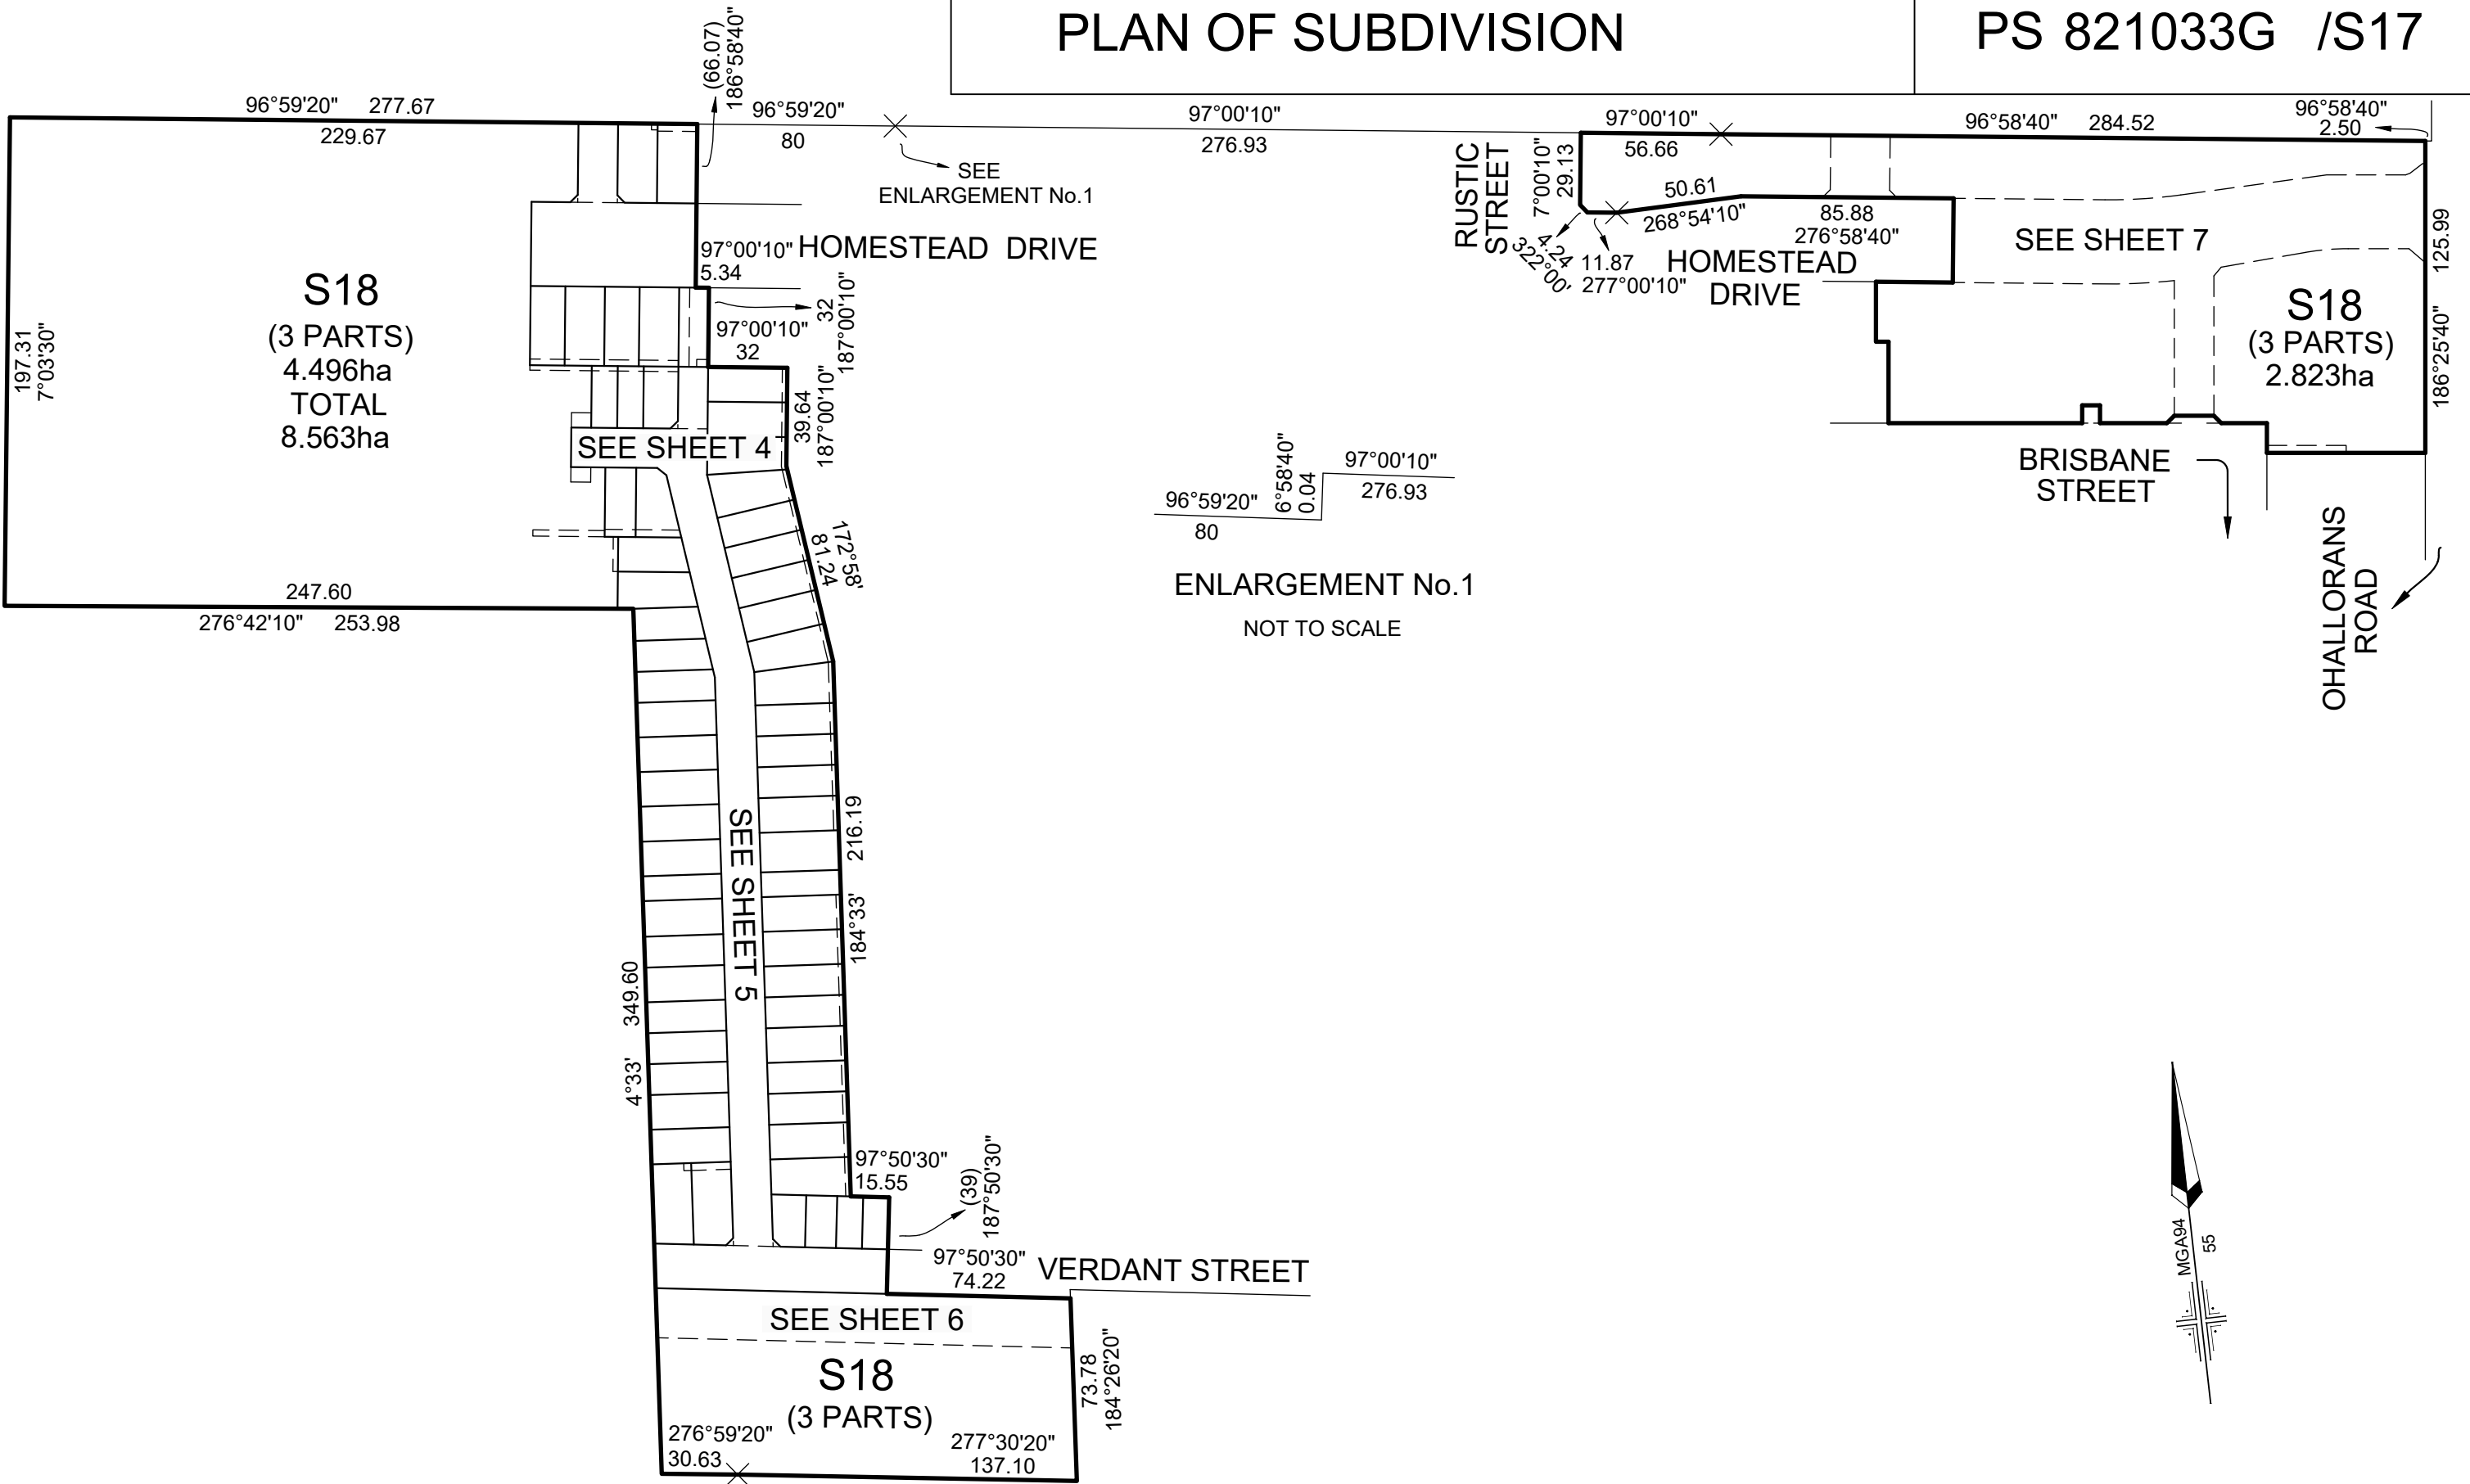 PLAN OF SUBDIVISION
PS 821033G /S17
(66.07)
186°58'40"
96°59'20" 277.67
229.67
96°59'20"
80
97°00'10"
276.93
97°00'10"
56.66
96°58'40" 284.52
96°58'40"
2.50
SEE
ENLARGEMENT No.1
RUSTIC
STREET
7°00'10"
29.13
50.61
268°54'10"
85.88
276°58'40"
4.24
322°00'
11.87
277°00'10"
HOMESTEAD
DRIVE
SEE SHEET 7
125.99
186°25'40"
S18
(3 PARTS)
2.823ha
97°00'10"
5.34
HOMESTEAD DRIVE
32
187°00'10"
97°00'10"
32
S18
(3 PARTS)
4.496ha
TOTAL
8.563ha
197.31
7°03'30"
39.64
187°00'10"
SEE SHEET 4
BRISBANE
STREET
OHALLORANS
ROAD
96°59'20"
80
6°58'40"
0.04
97°00'10"
276.93
ENLARGEMENT No.1
NOT TO SCALE
172°58'
81.24
247.60
276°42'10" 253.98
SEE SHEET 5
216.19
184°33'
349.60
4°33'
97°50'30"
15.55
(39)
187°50'30"
97°50'30"
74.22
VERDANT STREET
SEE SHEET 6
S18
(3 PARTS)
73.78
184°26'20"
276°59'20"
30.63
277°30'20"
137.10
MGA94
55